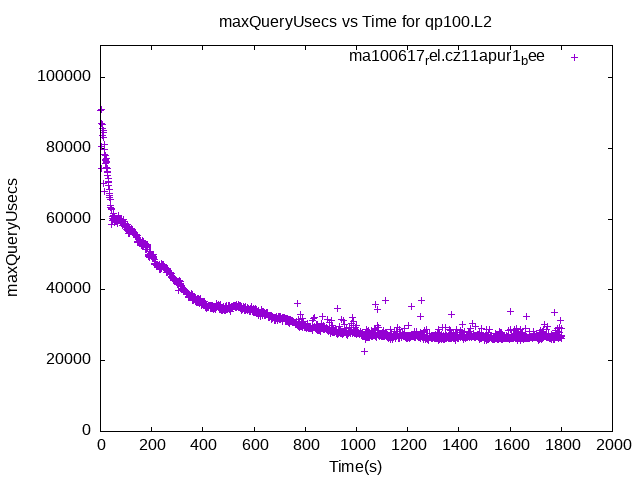 maxQueryUsecs vs Time for qp100.L2
ma100617rel.cz11apur1bee
100000
80000
60000
40000
20000
0
maxQueryUsecs
0 200 400 600 800 1000 1200 1400 1600 1800 2000
Time(s)